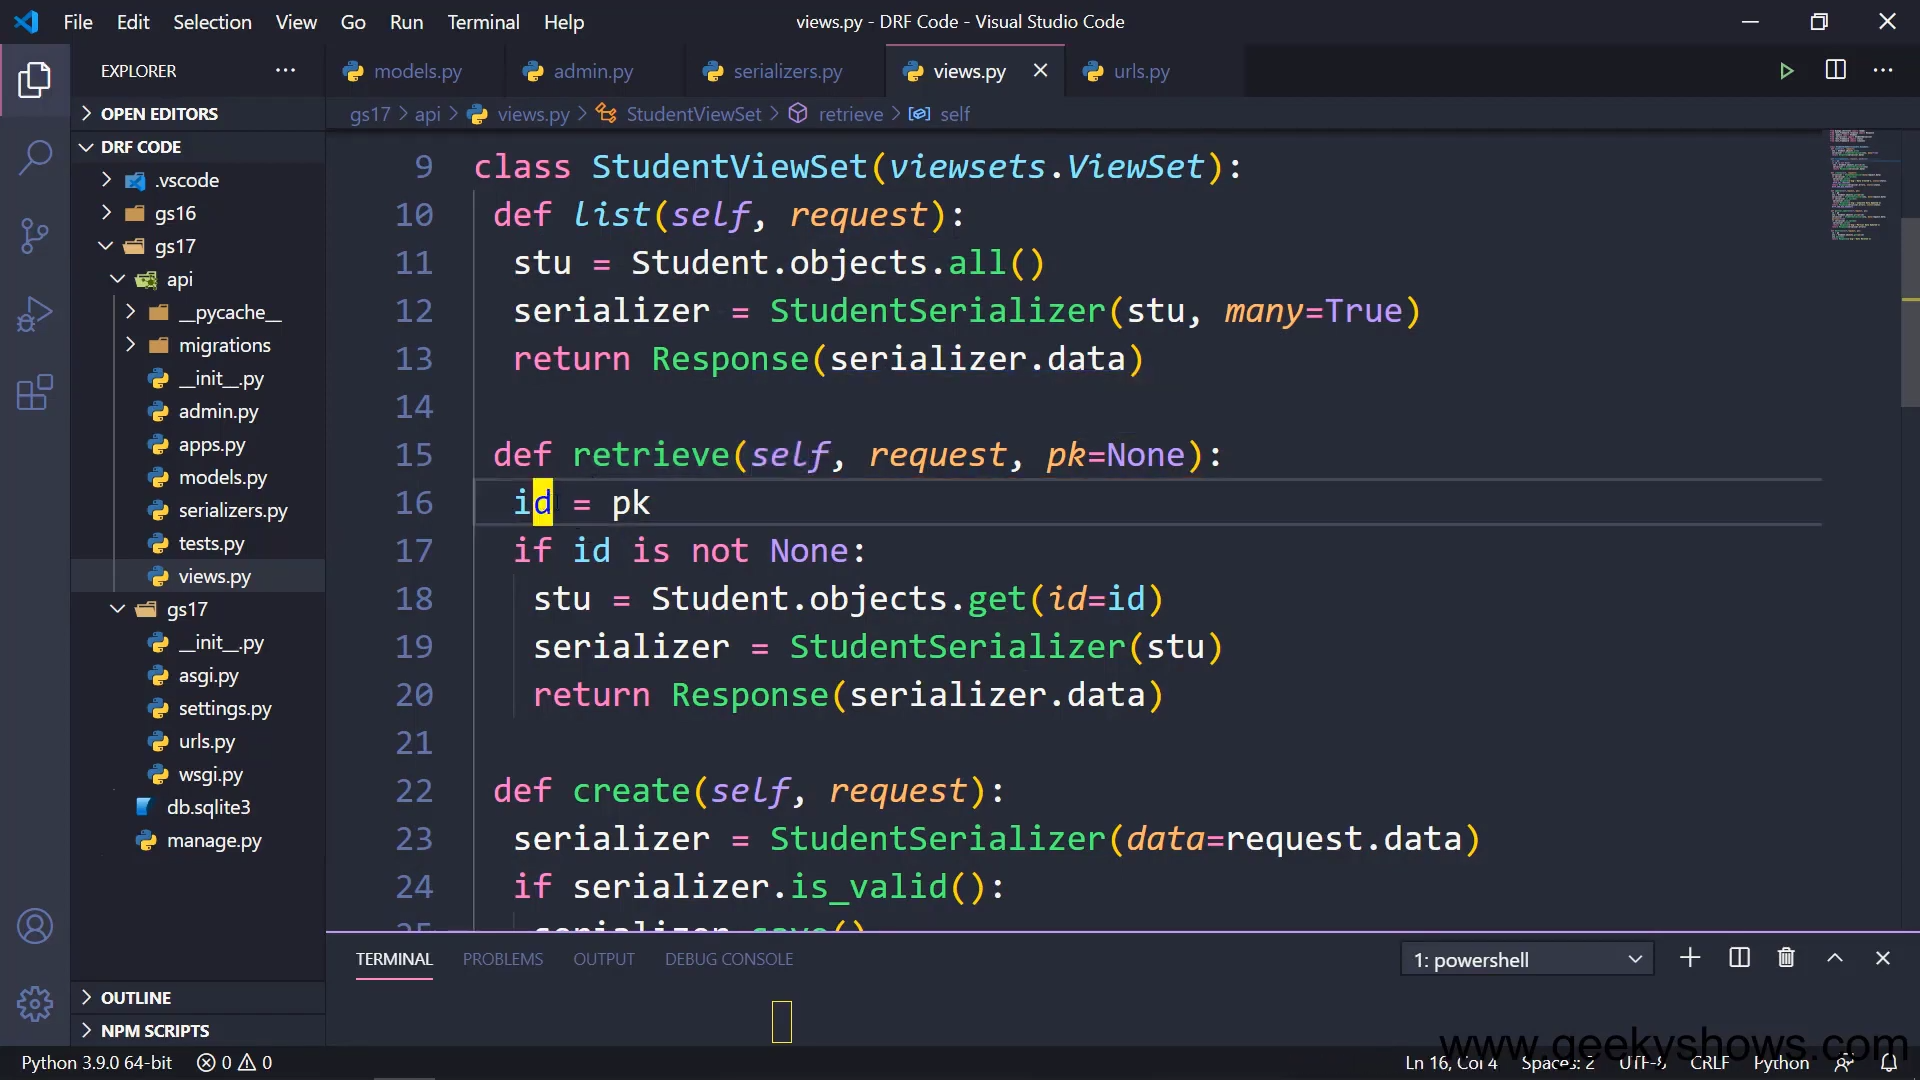 File Edit Selection View Go Run Terminal Help
views.py - DRF Code - Visual Studio Code
EXPLORER
OPEN EDITORS
DRF CODE
.vscode
gs16
gs17
api
__pycache__
migrations
__init__.py
admin.py
apps.py
models.py
serializers.py
tests.py
views.py
gs17
__init__.py
asgi.py
settings.py
urls.py
wsgi.py
db.sqlite3
manage.py
OUTLINE
NPM SCRIPTS
models.py admin.py serializers.py views.py urls.py
gs17 > api > views.py > StudentViewSet > retrieve > self
9 class StudentViewSet(viewsets.ViewSet):
10 def list(self, request):
11 stu = Student.objects.all()
12 serializer = StudentSerializer(stu, many=True)
13 return Response(serializer.data)
14
15 def retrieve(self, request, pk=None):
16 id = pk
17 if id is not None:
18 stu = Student.objects.get(id=id)
19 serializer = StudentSerializer(stu)
20 return Response(serializer.data)
21
22 def create(self, request):
23 serializer = StudentSerializer(data=request.data)
24 if serializer.is_valid():
25 serializer.save()
TERMINAL PROBLEMS OUTPUT DEBUG CONSOLE
1: powershell
www.geekyshows.com
Python 3.9.0 64-bit 0 0
Ln 16, Col 4 Spaces: 2 UTF-8 CRLF Python